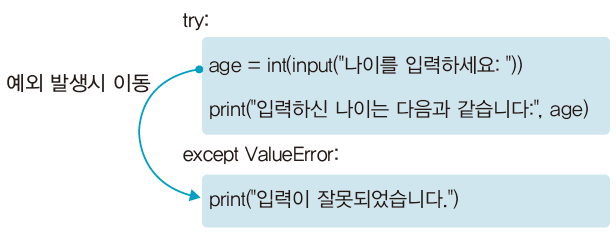 try:
age = int(input("나이를 입력하세요: "))
예외 발생시 이동
print("입력하신 나이는 다음과 같습니다:", age)
except ValueError:
print("입력이 잘못되었습니다.")